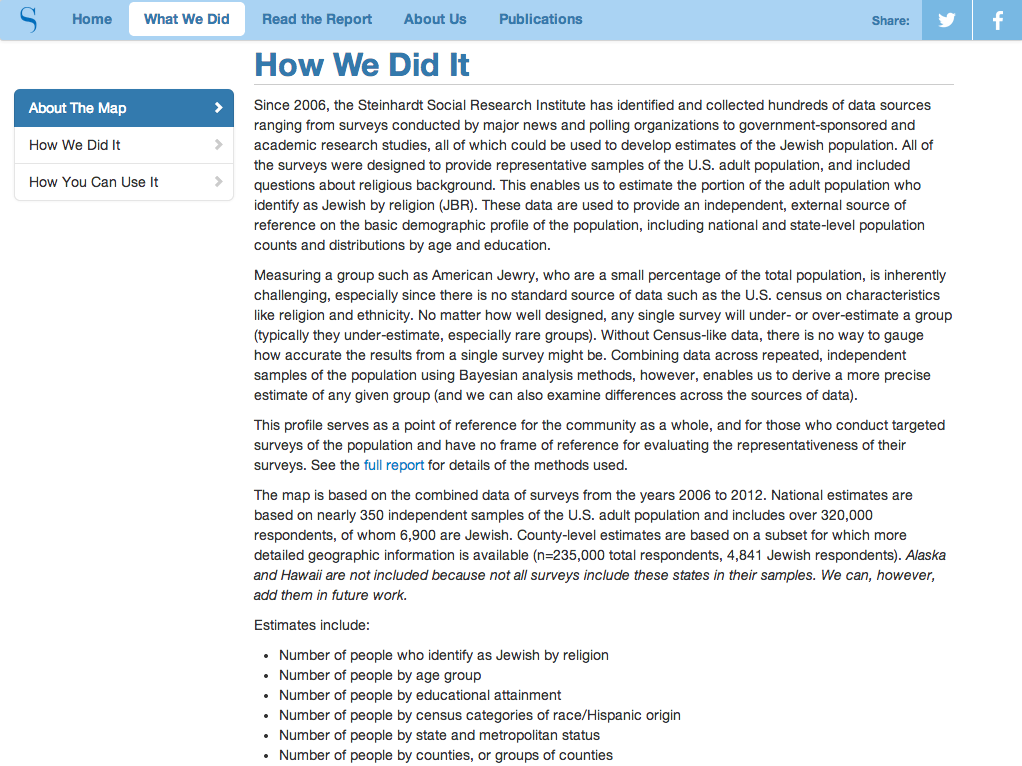 Home What We Did Read the Report About Us Publications Share:
How We Did It
About The Map
How We Did It
How You Can Use It
Since 2006, the Steinhardt Social Research Institute has identified and collected hundreds of data sources
ranging from surveys conducted by major news and polling organizations to government-sponsored and
academic research studies, all of which could be used to develop estimates of the Jewish population. All of
the surveys were designed to provide representative samples of the U.S. adult population, and included
questions about religious background. This enables us to estimate the portion of the adult population who
identify as Jewish by religion (JBR). These data are used to provide an independent, external source of
reference on the basic demographic profile of the population, including national and state-level population
counts and distributions by age and education.
Measuring a group such as American Jewry, who are a small percentage of the total population, is inherently
challenging, especially since there is no standard source of data such as the U.S. census on characteristics
like religion and ethnicity. No matter how well designed, any single survey will under- or over-estimate a group
(typically they under-estimate, especially rare groups). Without Census-like data, there is no way to gauge
how accurate the results from a single survey might be. Combining data across repeated, independent
samples of the population using Bayesian analysis methods, however, enables us to derive a more precise
estimate of any given group (and we can also examine differences across the sources of data).
This profile serves as a point of reference for the community as a whole, and for those who conduct targeted
surveys of the population and have no frame of reference for evaluating the representativeness of their
surveys. See the full report for details of the methods used.
The map is based on the combined data of surveys from the years 2006 to 2012. National estimates are
based on nearly 350 independent samples of the U.S. adult population and includes over 320,000
respondents, of whom 6,900 are Jewish. County-level estimates are based on a subset for which more
detailed geographic information is available (n=235,000 total respondents, 4,841 Jewish respondents). Alaska
and Hawaii are not included because not all surveys include these states in their samples. We can, however,
add them in future work.
Estimates include:
• Number of people who identify as Jewish by religion
• Number of people by age group
• Number of people by educational attainment
• Number of people by census categories of race/Hispanic origin
• Number of people by state and metropolitan status
• Number of people by counties, or groups of counties